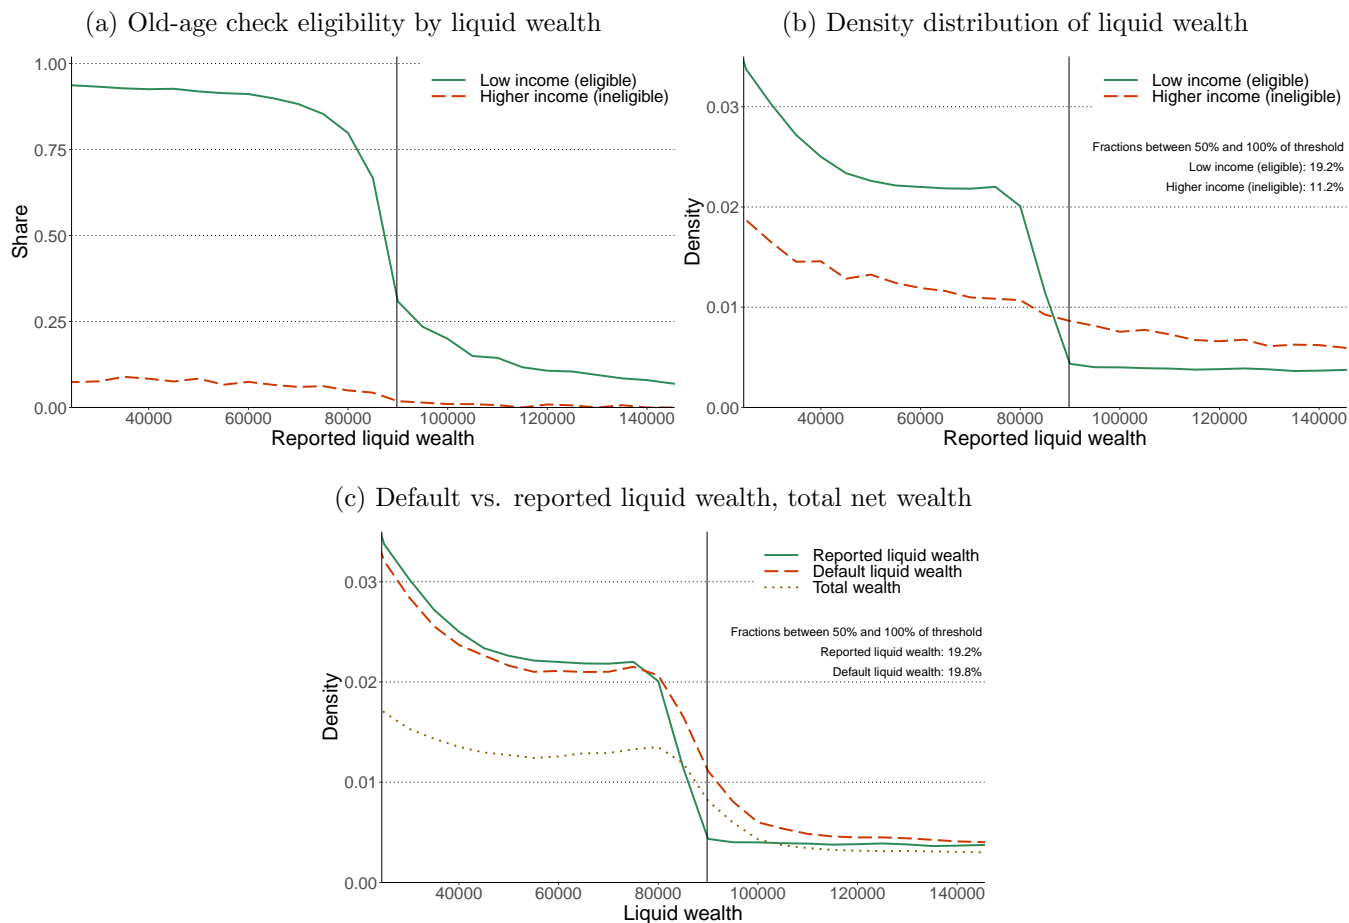 (a) Old-age check eligibility by liquid wealth
1.00
0.75
0.50
0.25
0.00
Share
Low income (eligible)
Higher income (ineligible)
40000 60000 80000 100000 120000 140000
Reported liquid wealth
(b) Density distribution of liquid wealth
0.03
0.02
0.01
0.00
Density
Low income (eligible)
Higher income (ineligible)
Fractions between 50% and 100% of threshold
Low income (eligible): 19.2%
Higher income (ineligible): 11.2%
40000 60000 80000 100000 120000 140000
Reported liquid wealth
(c) Default vs. reported liquid wealth, total net wealth
0.03
0.02
0.01
0.00
Density
Reported liquid wealth
Default liquid wealth
Total wealth
Fractions between 50% and 100% of threshold
Reported liquid wealth: 19.2%
Default liquid wealth: 19.8%
40000 60000 80000 100000 120000 140000
Liquid wealth